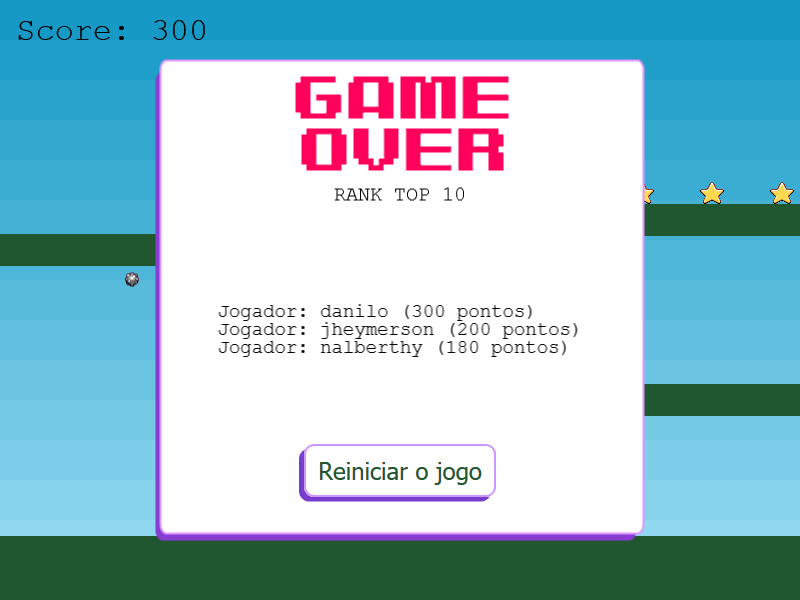 Score: 300
GAME
OVER
RANK TOP 10
Jogador: danilo (300 pontos)
Jogador: jheymerson (200 pontos)
Jogador: nalberthy (180 pontos)
Reiniciar o jogo